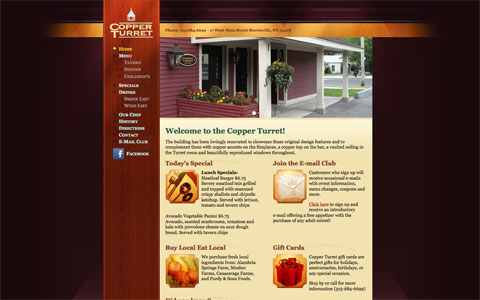 COPPER
TURRET
Phone: 315-684-6699 17 West Main Street Morrisville, NY 13408
Home
Menu
Tavern
Dinner
Children's
Specials
Drinks
Drink List
Wine List
Our Chef
History
Directions
Contact
E-Mail Club
Facebook
Welcome to the Copper Turret!
The building has been lovingly renovated to showcase these original design features and to
complement them with copper accents on the fireplaces, a copper top on the bar, a vaulted ceiling in
the Turret room and beautifully reproduced windows throughout.
Today's Special
Lunch Specials:
Meatloaf Burger $6.75
Savory meatloaf mix grilled
and topped with seasoned
crispy shallots and chipotle
ketchup. Served with lettuce,
tomato and tavern chips
Avocado Vegetable Panini $6.75
Avocado, sautéed mushrooms, tomatoes and
kale with provolone cheese on sour dough
bread. Served with tavern chips
Join the E-mail Club
Customers who sign up will
receive occasional e-mails
with event information,
menu changes, coupons and
more.
Click here to sign up and
receive an introductory
e-mail offering a free appetizer with the
purchase of any adult entreé!
Buy Local Eat Local
We purchase fresh local
ingredients from: Alambria
Springs Farm, Mosher
Farms, Canaseraga Farms,
and Purdy & Sons Foods.
Gift Cards
Copper Turret gift cards are
perfect gifts for holidays,
anniversaries, birthdays, or
any special occasion.
Stop by or call for more
information (315-684-6699)